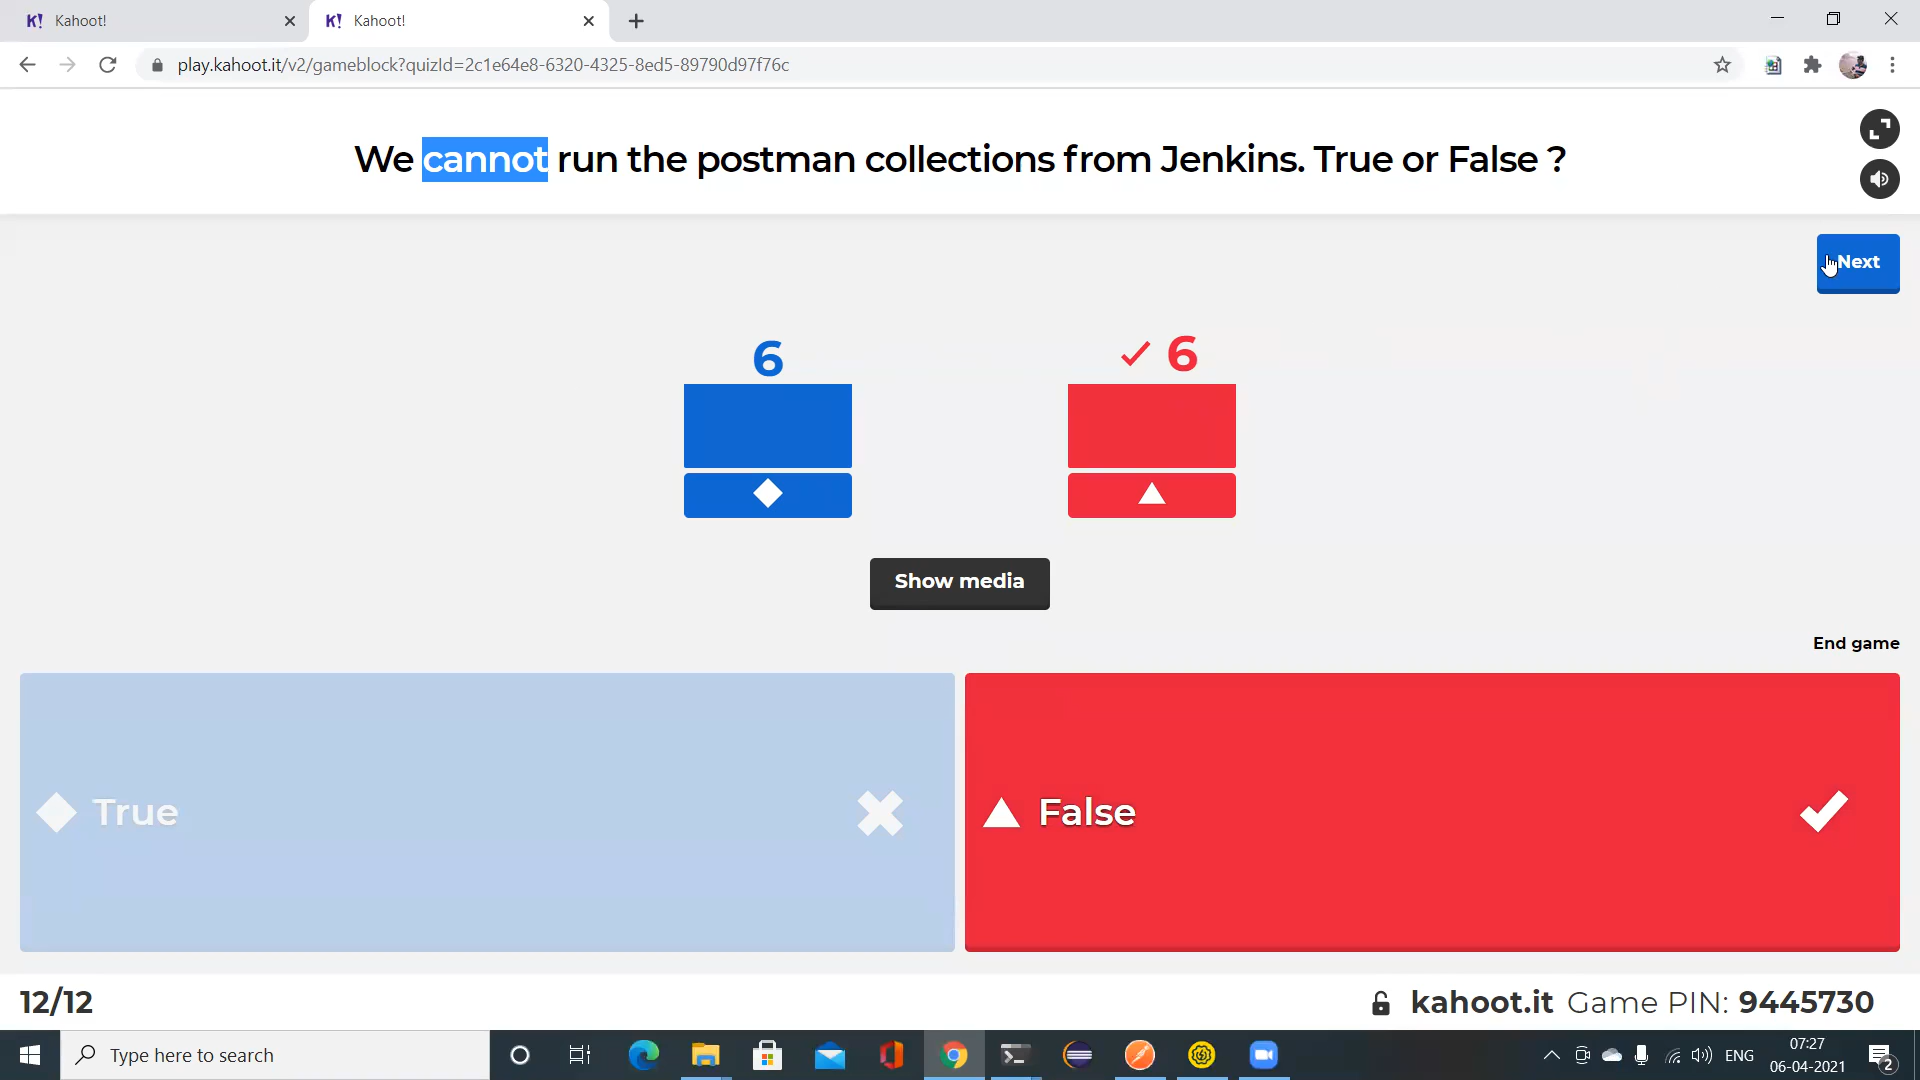 K! Kahoot!
K! Kahoot!
play.kahoot.it/v2/gameblock?quizId=2c1e64e8-6320-4325-8ed5-89790d97f76c
We cannot run the postman collections from Jenkins. True or False ?
Next
6
6
Show media
End game
True
False
12/12
kahoot.it Game PIN: 9445730
Type here to search
ENG
07:27
06-04-2021
2